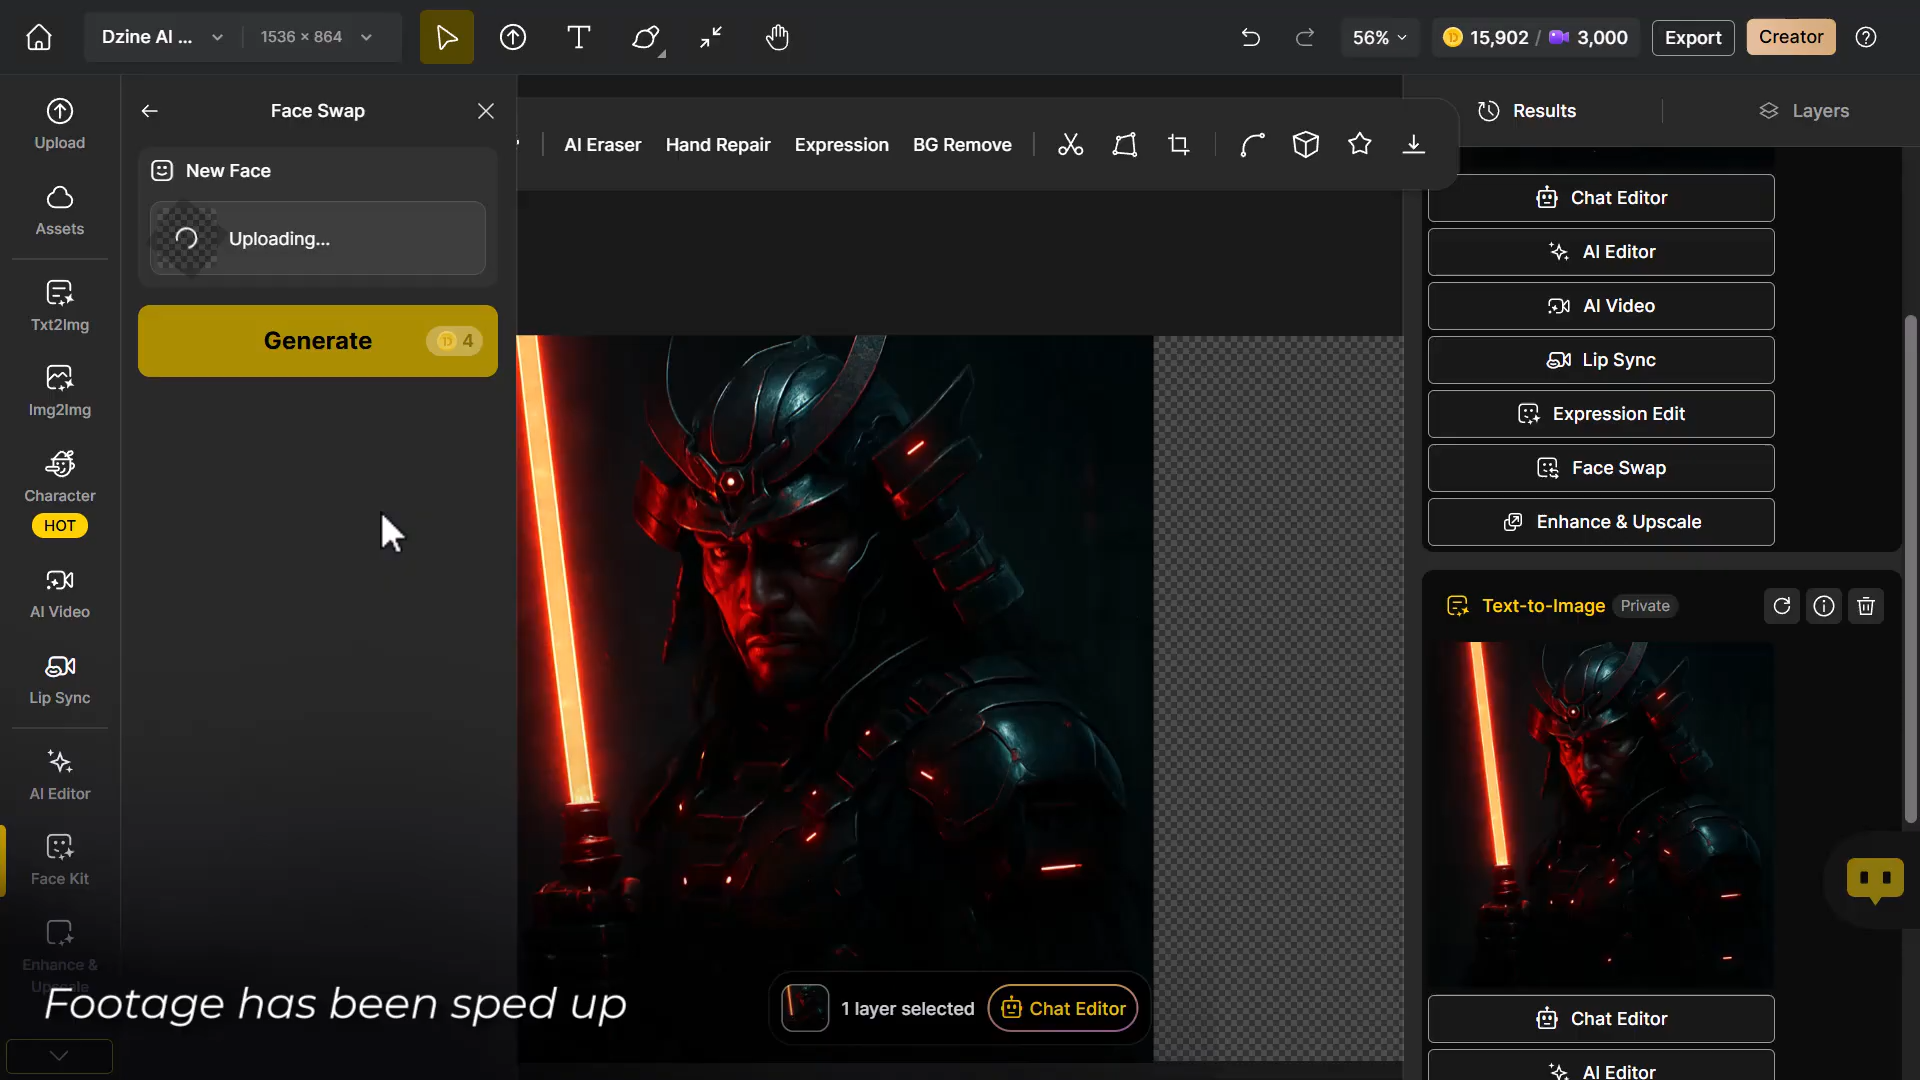 Dzine AI ...
1536 × 864
56%
15,902 / 3,000
Export
Creator
Upload
Assets
Txt2Img
Img2Img
Character
HOT
AI Video
Lip Sync
AI Editor
Face Kit
Enhance &
Upscale
Face Swap
New Face
Uploading...
Generate
4
AI Eraser
Hand Repair
Expression
BG Remove
1 layer selected
Chat Editor
Results
Layers
Chat Editor
AI Editor
AI Video
Lip Sync
Expression Edit
Face Swap
Enhance & Upscale
Text-to-Image
Private
Chat Editor
AI Editor
Footage has been sped up